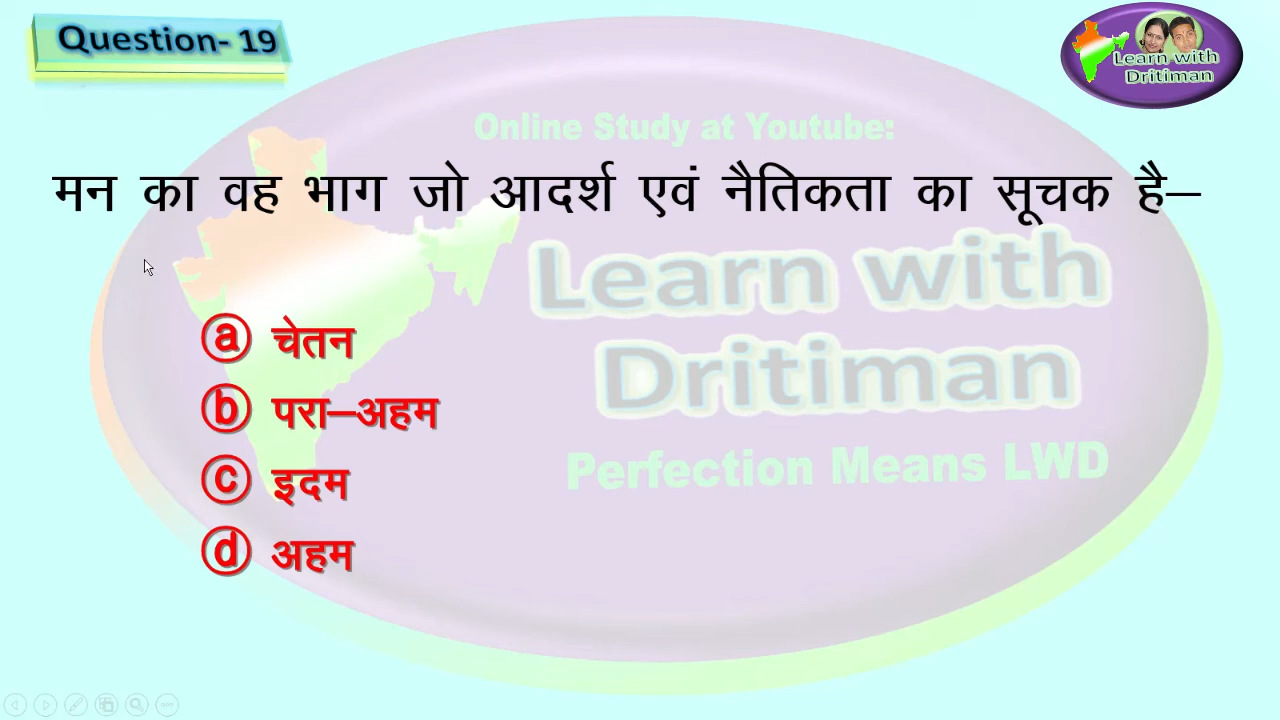 Question- 19
Learn with
Dritiman
Online Study at Youtube:
मन का वह भाग जो आदर्श एवं नैतिकता का सूचक है–
Learn with
Dritiman
Perfection Means LWD
ⓐ चेतन
ⓑ परा–अहम
ⓒ इदम
ⓓ अहम